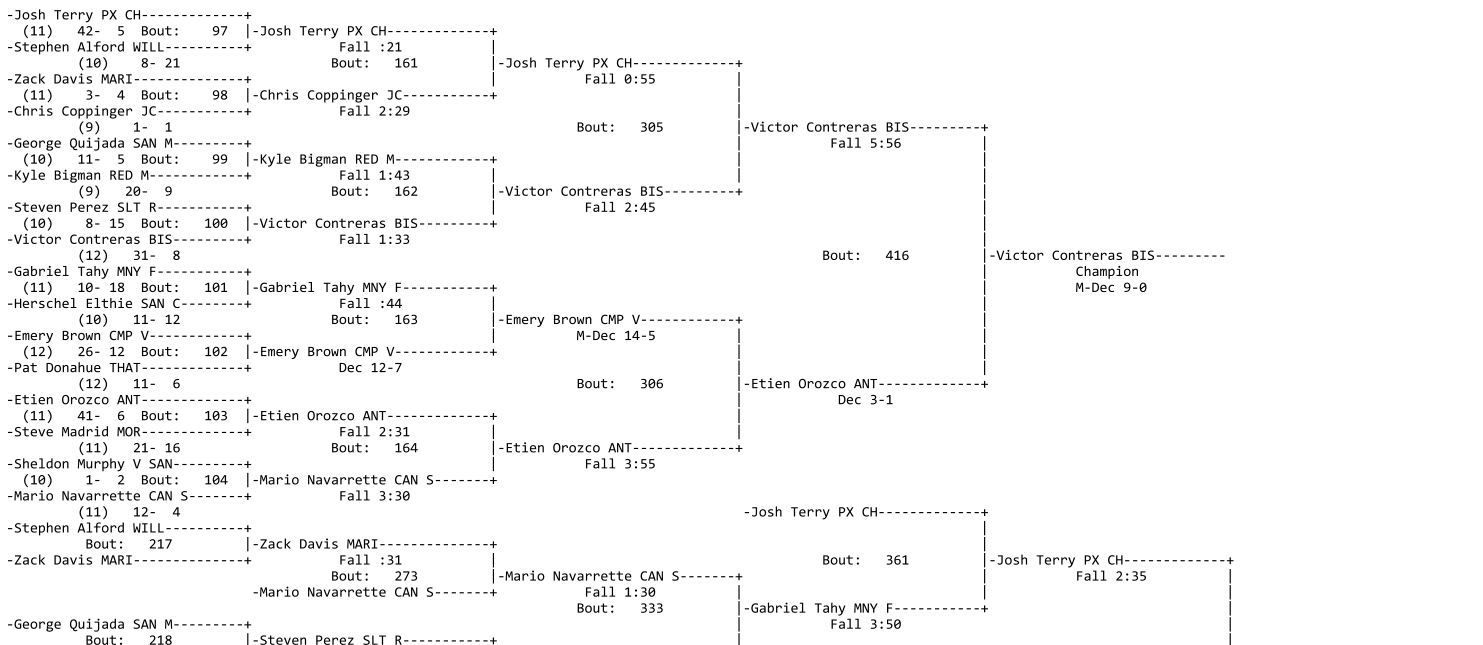 -Josh Terry PX CH-------------+
(11)   42-  5  Bout:    97  |-Josh Terry PX CH-------------+
-Stephen Alford WILL----------+           Fall :21           |
(10)    8- 21                   Bout:   161          |-Josh Terry PX CH-------------+
-Zack Davis MARI--------------+                              |           Fall 0:55          |
(11)    3-  4  Bout:    98  |-Chris Coppinger JC-----------+                              |
-Chris Coppinger JC-----------+           Fall 2:29                                         |
(9)    1-  1                                                  Bout:   305          |-Victor Contreras BIS---------+
-George Quijada SAN M---------+                                                             |           Fall 5:56          |
(10)   11-  5  Bout:    99  |-Kyle Bigman RED M------------+                              |                              |
-Kyle Bigman RED M------------+           Fall 1:43          |                              |                              |
(9)   20-  9                   Bout:   162          |-Victor Contreras BIS---------+                              |
-Steven Perez SLT R-----------+                              |           Fall 2:45                                         |
(10)    8- 15  Bout:   100  |-Victor Contreras BIS---------+                                                             |
-Victor Contreras BIS---------+           Fall 1:33                                                                        |
(12)   31-  8                                                                                 Bout:   416          |-Victor Contreras BIS---------
-Gabriel Tahy MNY F-----------+                                                                                            |           Champion
(11)   10- 18  Bout:   101  |-Gabriel Tahy MNY F-----------+                                                             |           M-Dec 9-0
-Herschel Elthie SAN C--------+           Fall :44           |                                                             |
(10)   11- 12                   Bout:   163          |-Emery Brown CMP V------------+                              |
-Emery Brown CMP V------------+                              |          M-Dec 14-5          |                              |
(12)   26- 12  Bout:   102  |-Emery Brown CMP V------------+                              |                              |
-Pat Donahue THAT-------------+           Dec 12-7                                          |                              |
(12)   11-  6                                                  Bout:   306          |-Etien Orozco ANT-------------+
-Etien Orozco ANT-------------+                                                             |            Dec 3-1
(11)   41-  6  Bout:   103  |-Etien Orozco ANT-------------+                              |
-Steve Madrid MOR-------------+           Fall 2:31          |                              |
(11)   21- 16                   Bout:   164          |-Etien Orozco ANT-------------+
-Sheldon Murphy V SAN---------+                              |           Fall 3:55
(10)    1-  2  Bout:   104  |-Mario Navarrette CAN S-------+
-Mario Navarrette CAN S-------+           Fall 3:30
(11)   12-  4                                                                       -Josh Terry PX CH-------------+
-Stephen Alford WILL----------+                                                                                            |
Bout:   217         |-Zack Davis MARI--------------+                                                             |
-Zack Davis MARI--------------+           Fall :31           |                                        Bout:   361          |-Josh Terry PX CH-------------+
Bout:   273          |-Mario Navarrette CAN S-------+                              |           Fall 2:35          |
-Mario Navarrette CAN S-------+           Fall 1:30          |                              |                              |
Bout:   333          |-Gabriel Tahy MNY F-----------+                              |
-George Quijada SAN M---------+                                                             |           Fall 3:50                                         |
Bout:   218         |-Steven Perez SLT R-----------+                              |                                                             |